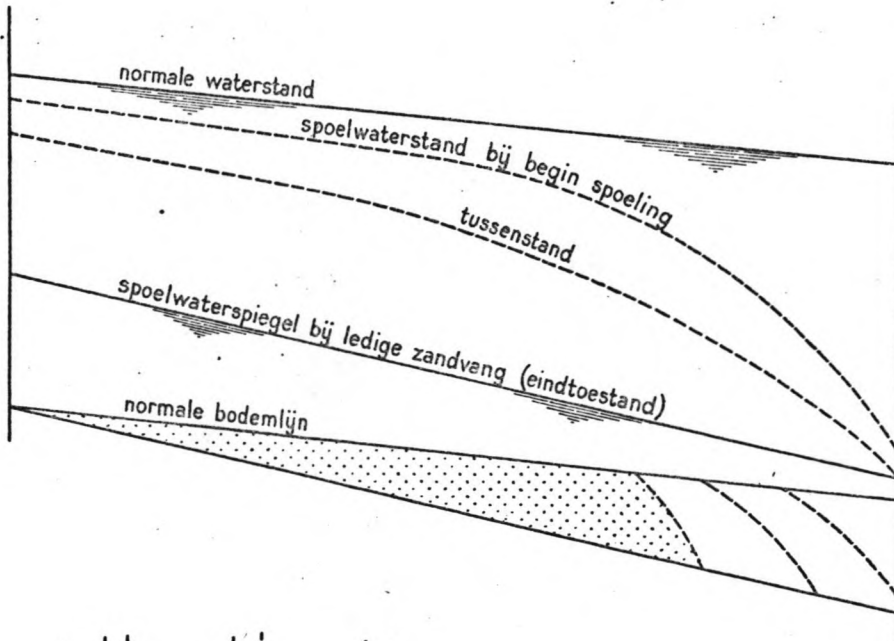 normale waterstand
spoelwaterstand bij begin spoeling
tussenstand
spoelwaterspiegel bij ledige zandvang (eindtoestand)
normale bodemlijn